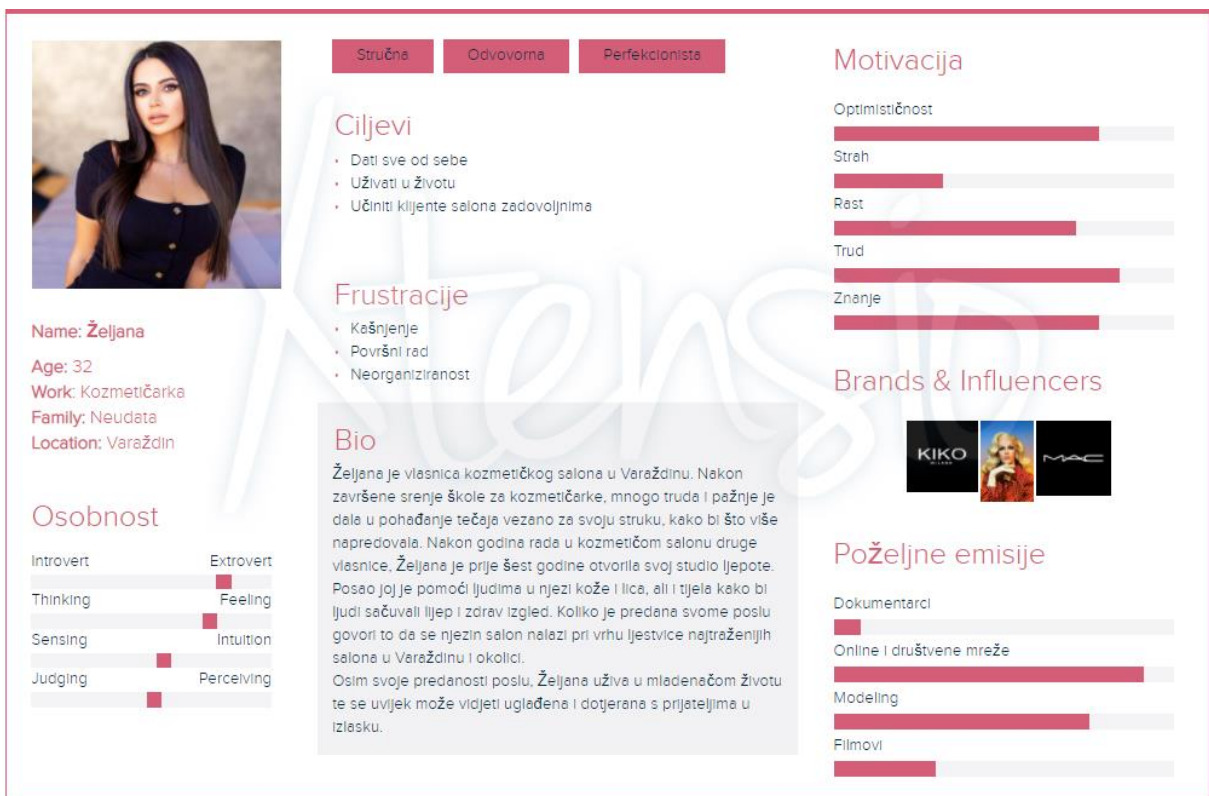 Stručna
Odvovorna
Perfekcionista
Name: Željana
Age: 32
Work: Kozmetičarka
Family: Neudata
Location: Varaždin
Osobnost
Introvert Extrovert
Thinking Feeling
Sensing Intuition
Judging Perceiving
Ciljevi
Dati sve od sebe
Uživati u životu
Učiniti klijente salona zadovoljnima
Frustracije
Kašnjenje
Površni rad
Neorganiziranost
Bio
Željana je vlasnica kozmetičkog salona u Varaždinu. Nakon
završene srenje škole za kozmetičarke, mnogo truda i pažnje je
dala u pohađanje tečaja vezano za svoju struku, kako bi što više
napredovala. Nakon godina rada u kozmetičom salonu druge
vlasnice, Željana je prije šest godine otvorila svoj studio ljepote.
Posao joj je pomoći ljudima u njezi kože i lica, ali i tijela kako bi
ljudi sačuvali lijep i zdrav izgled. Koliko je predana svome poslu
govori to da se njezin salon nalazi pri vrhu ljestvice najtraženijih
salona u Varaždinu i okolici.
Osim svoje predanosti poslu, Željana uživa u mladenačom životu
te se uvijek može vidjeti uglađena i dotjerana s prijateljima u
izlasku.
Motivacija
Optimističnost
Strah
Rast
Trud
Znanje
Brands & Influencers
KIKO
MILANO
MAC
Poželjne emisije
Dokumentarci
Online i društvene mreže
Modeling
Filmovi
Xtensio